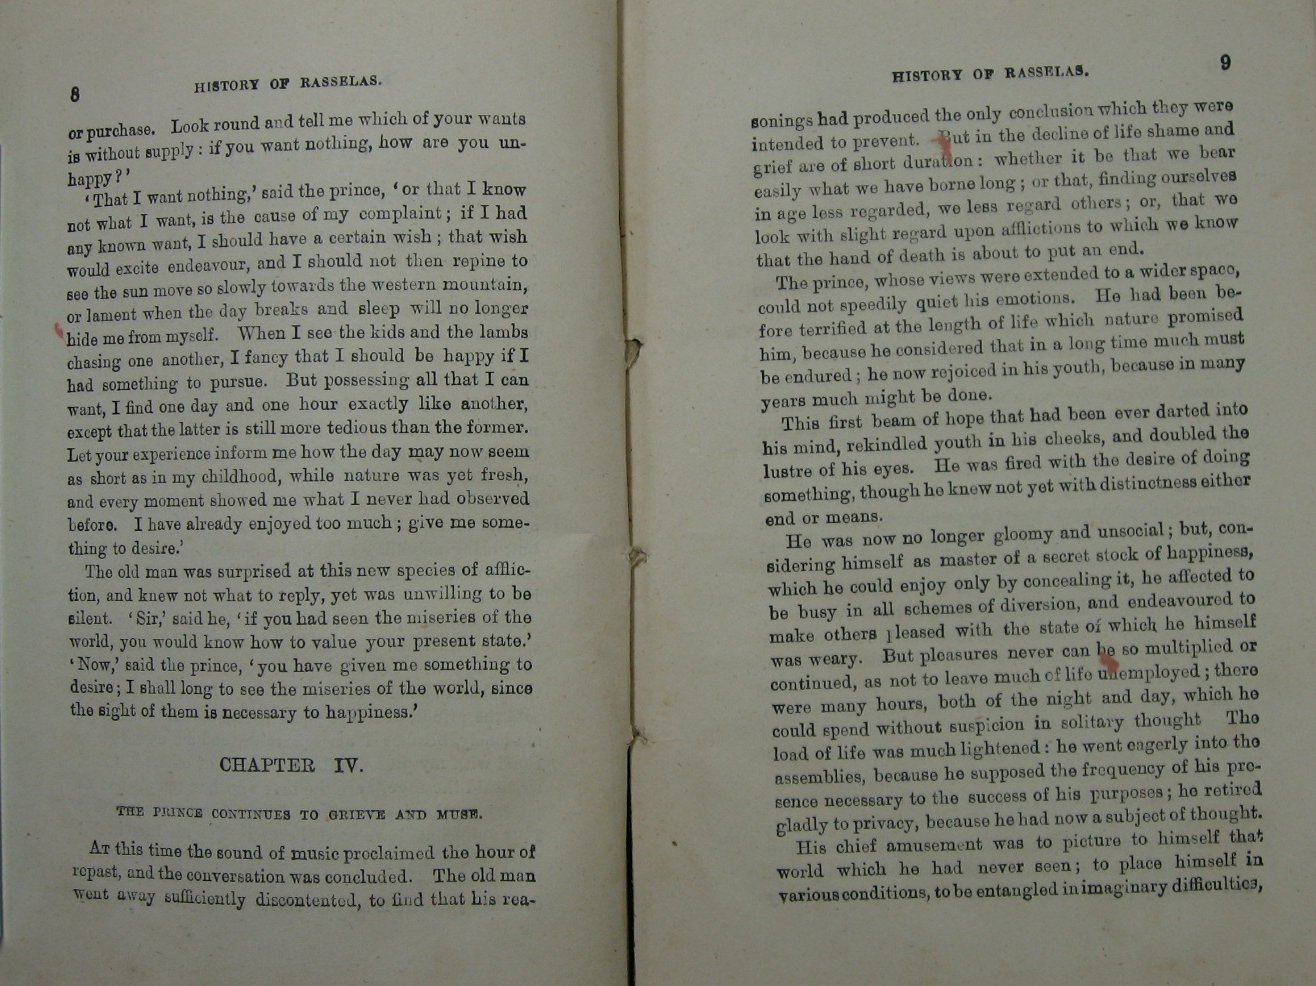 8
HISTORY OF RASSELAS.
or purchase. Look round and tell me which of your wants
is without supply : if you want nothing, how are you un-
happy ?'
'That I want nothing,' said the prince, 'or that I know
not what I want, is the cause of my complaint ; if I had
any known want, I should have a certain wish ; that wish
would excite endeavour, and I should not then repine to
see the sun move so slowly towards the western mountain,
or lament when the day breaks and sleep will no longer
hide me from myself. When I see the kids and the lambs
chasing one another, I fancy that I should be happy if I
had something to pursue. But possessing all that I can
want, I find one day and one hour exactly like another,
except that the latter is still more tedious than the former.
Let your experience inform me how the day may now seem
as short as in my childhood, while nature was yet fresh,
and every moment showed me what I never had observed
before. I have already enjoyed too much ; give me some-
thing to desire.'
The old man was surprised at this new species of afflic-
tion, and knew not what to reply, yet was unwilling to be
silent. 'Sir,' said he, 'if you had seen the miseries of the
world, you would know how to value your present state.'
'Now,' said the prince, 'you have given me something to
desire ; I shall long to see the miseries of the world, since
the sight of them is necessary to happiness.'
CHAPTER IV.
THE PRINCE CONTINUES TO GRIEVE AND MUSE.
AT this time the sound of music proclaimed the hour of
repast, and the conversation was concluded. The old man
went away sufficiently discontented, to find that his rea-
HISTORY OF RASSELAS.
9
sonings had produced the only conclusion which they were
intended to prevent. But in the decline of life shame and
grief are of short duration : whether it be that we bear
easily what we have borne long ; or that, finding ourselves
in age less regarded, we less regard others ; or, that we
look with slight regard upon afflictions to which we know
that the hand of death is about to put an end.
The prince, whose views were extended to a wider space,
could not speedily quiet his emotions. He had been be-
fore terrified at the length of life which nature promised
him, because he considered that in a long time much must
be endured ; he now rejoiced in his youth, because in many
years much might be done.
This first beam of hope that had been ever darted into
his mind, rekindled youth in his cheeks, and doubled the
lustre of his eyes. He was fired with the desire of doing
something, though he knew not yet with distinctness either
end or means.
He was now no longer gloomy and unsocial ; but, con-
sidering himself as master of a secret stock of happiness,
which he could enjoy only by concealing it, he affected to
be busy in all schemes of diversion, and endeavoured to
make others pleased with the state of which he himself
was weary. But pleasures never can be so multiplied or
continued, as not to leave much of life unemployed ; there
were many hours, both of the night and day, which he
could spend without suspicion in solitary thought The
load of life was much lightened : he went eagerly into the
assemblies, because he supposed the frequency of his pre-
sence necessary to the success of his purposes ; he retired
gladly to privacy, because he had now a subject of thought.
His chief amusement was to picture to himself that
world which he had never seen ; to place himself in
various conditions, to be entangled in imaginary difficulties,